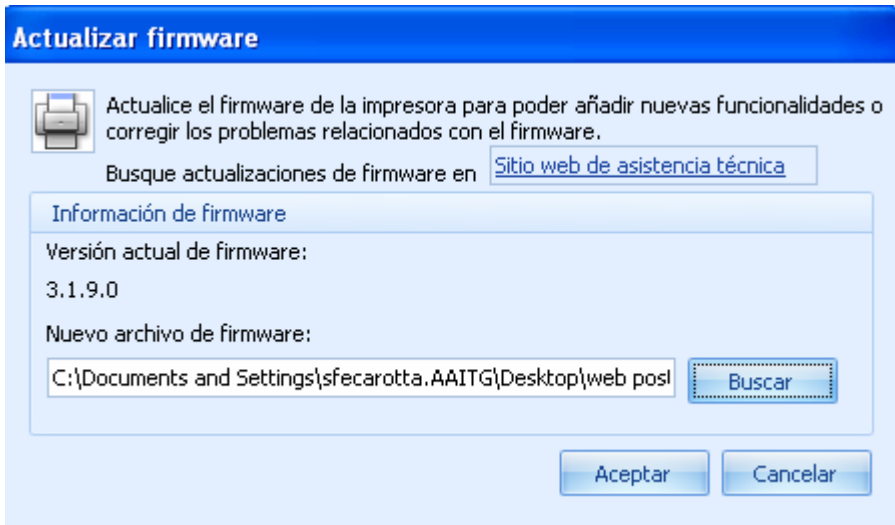 Actualizar firmware
Actualice el firmware de la impresora para poder añadir nuevas funcionalidades o
corregir los problemas relacionados con el firmware.
Busque actualizaciones de firmware en Sitio web de asistencia técnica
Información de firmware
Versión actual de firmware:
3.1.9.0
Nuevo archivo de firmware:
C:\Documents and Settings\sfecarotta.AAITG\Desktop\web post Buscar
Aceptar Cancelar